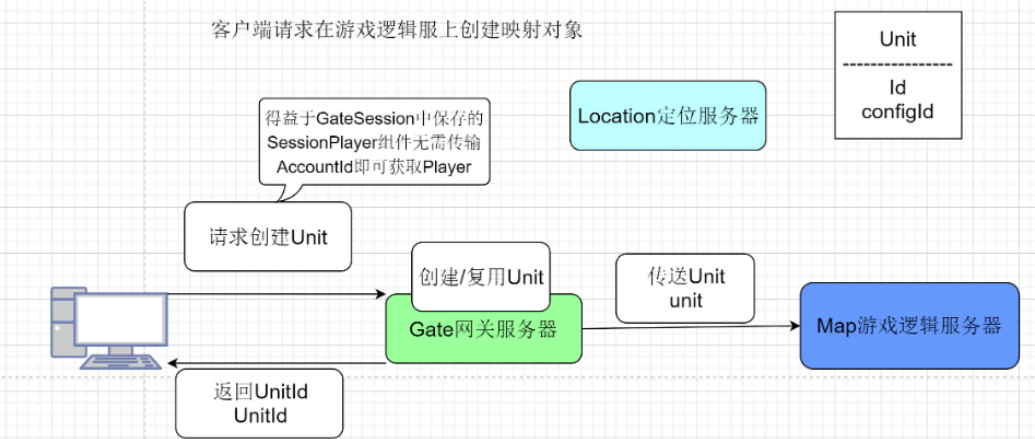 客户端请求在游戏逻辑服上创建映射对象
Unit
Id
configId
Location定位服务器
得益于GateSession中保存的
SessionPlayer组件无需传输
AccountId即可获取Player
请求创建Unit
创建/复用Unit
传送Unit
unit
Gate网关服务器
Map游戏逻辑服务器
返回UnitId
UnitId